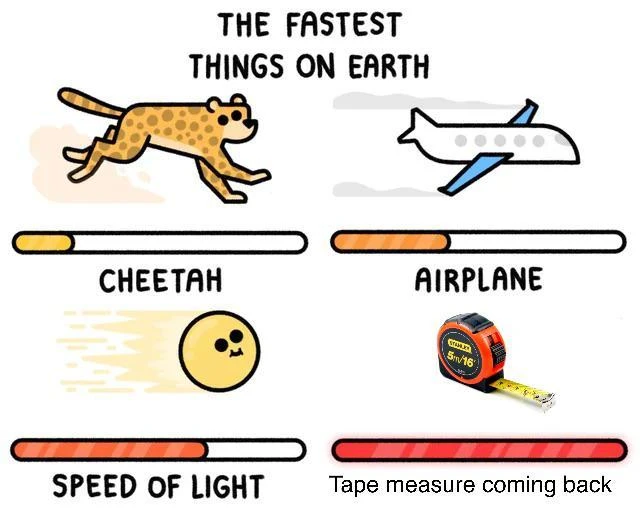 THE FASTEST
THINGS ON EARTH
CHEETAH
AIRPLANE
STANLEY
5m/16'
SPEED OF LIGHT
Tape measure coming back